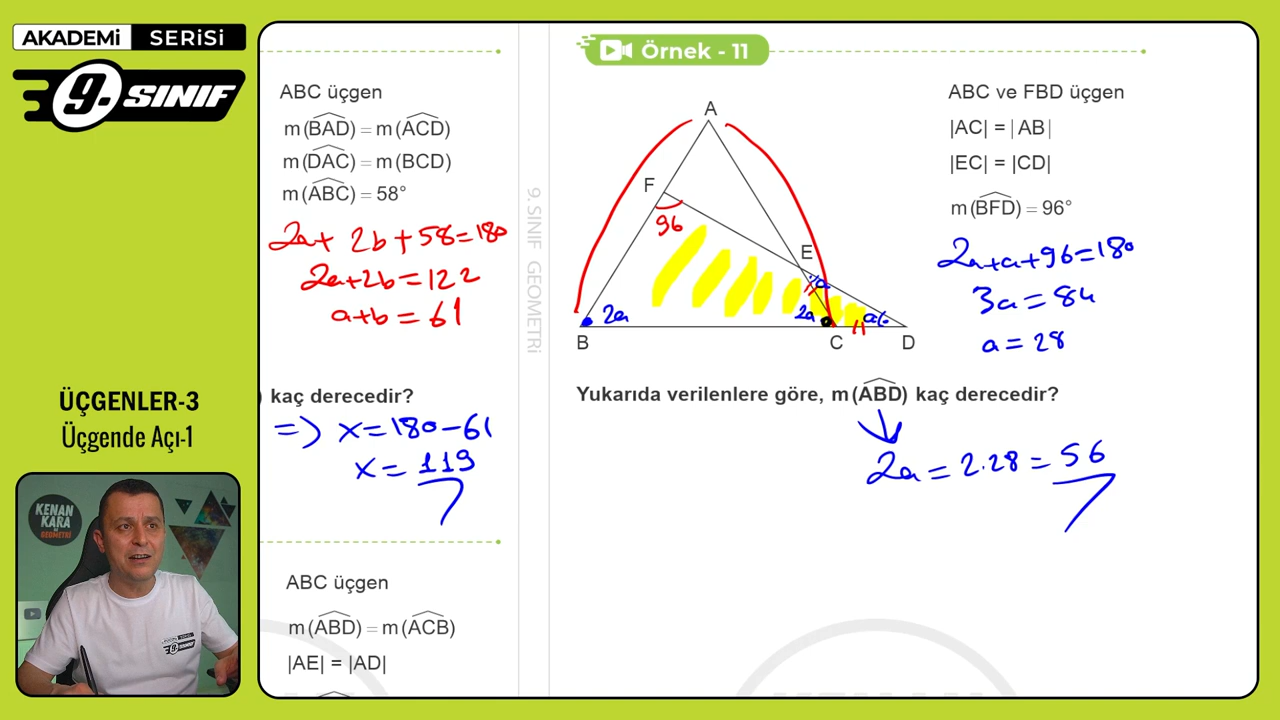 AKADEMİ SERİSİ
9. SINIF
ÜÇGENLER-3
Üçgende Açı-1
KENAN
KARA
ile
GEOMETRİ
9. SINIF
ABC üçgen
m(BAD) = m(ACD)
m(DAC) = m(BCD)
m(ABC) = 58°
2a + 2b + 58 = 180
2a + 2b = 122
a + b = 61
) kaç derecedir?
=> x = 180 - 61
x = 119
ABC üçgen
m(ABD) = m(ACB)
|AE| = |AD|
9. SINIF GEOMETRİ
Örnek - 11
A
F
96
E
a
B
2a
2a
C
a
D
ABC ve FBD üçgen
|AC| = |AB|
|EC| = |CD|
m(BFD) = 96°
2a + a + 96 = 180
3a = 84
a = 28
Yukarıda verilenlere göre, m(ABD) kaç derecedir?
2a = 2.28 = 56